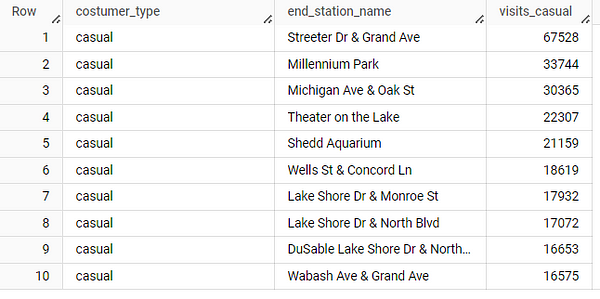 Row costumer_type end_station_name visits_casual
1 casual Streeter Dr & Grand Ave 67528
2 casual Millennium Park 33744
3 casual Michigan Ave & Oak St 30365
4 casual Theater on the Lake 22307
5 casual Shedd Aquarium 21159
6 casual Wells St & Concord Ln 18619
7 casual Lake Shore Dr & Monroe St 17932
8 casual Lake Shore Dr & North Blvd 17072
9 casual DuSable Lake Shore Dr & North... 16653
10 casual Wabash Ave & Grand Ave 16575